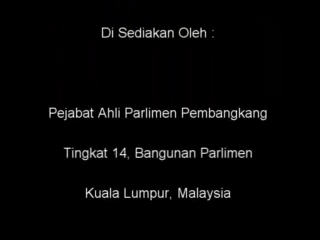 Di Sediakan Oleh :
Pejabat Ahli Parlimen Pembangkang
Tingkat 14, Bangunan Parlimen
Kuala Lumpur, Malaysia